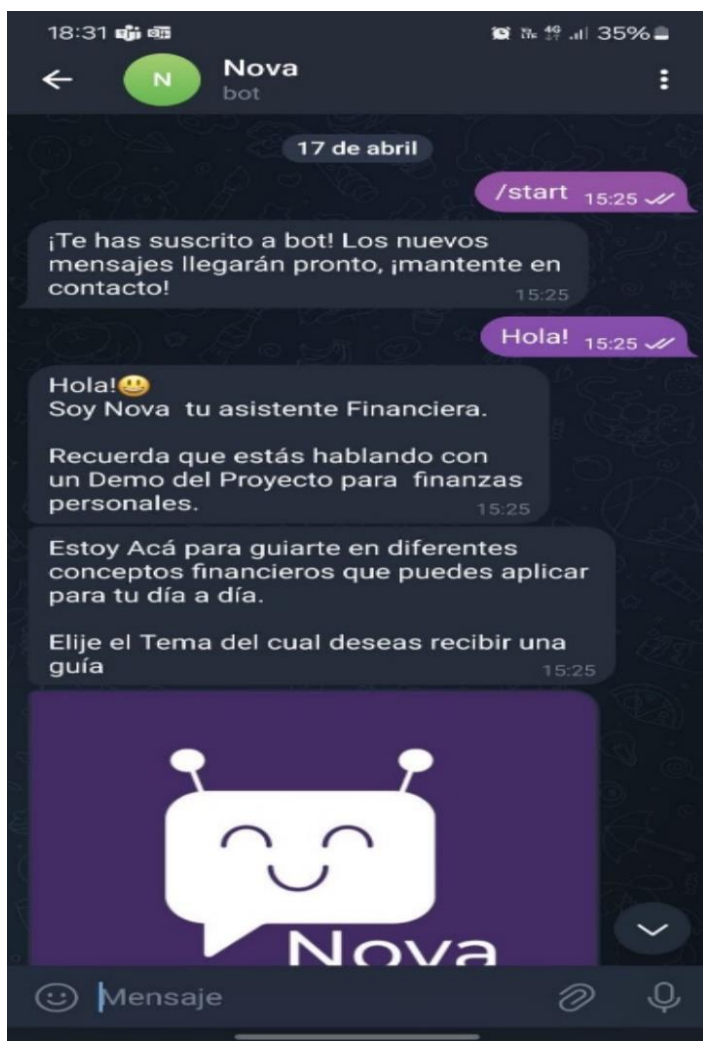 18:31
35%
N
Nova
bot
17 de abril
/start 15:25
¡Te has suscrito a bot! Los nuevos
mensajes llegarán pronto, ¡mantente en
contacto! 15:25
Hola! 15:25
Hola!😃
Soy Nova tu asistente Financiera.
Recuerda que estás hablando con
un Demo del Proyecto para finanzas
personales. 15:25
Estoy Acá para guiarte en diferentes
conceptos financieros que puedes aplicar
para tu día a día.
Elije el Tema del cual deseas recibir una
guía 15:25
Nova
Mensaje